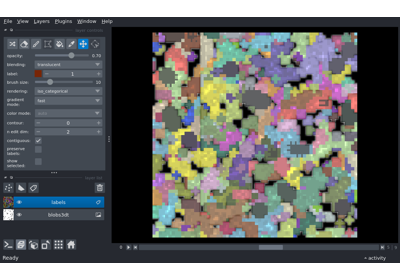 File View Layers Plugins Window Help
opacity: 0.70
blending: translucent
label: 1
brush size: 10
rendering: iso_categorical
gradient mode: fast
color mode:
contour: 0
n edit dim: 2
contiguous:
preserve labels:
show selected:
labels
blobs3dt
Ready
activity